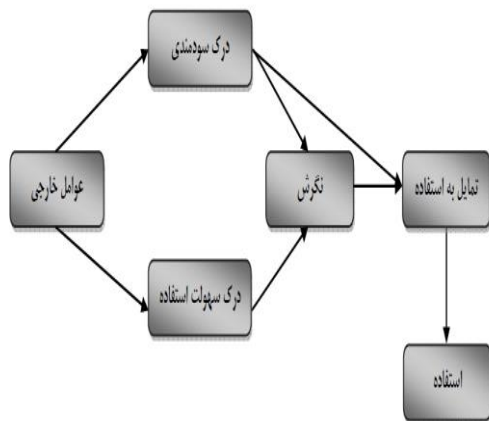 درک سودمندی
عوامل خارجی
نگرش
تمایل به استفاده
درک سهولت استفاده
استفاده